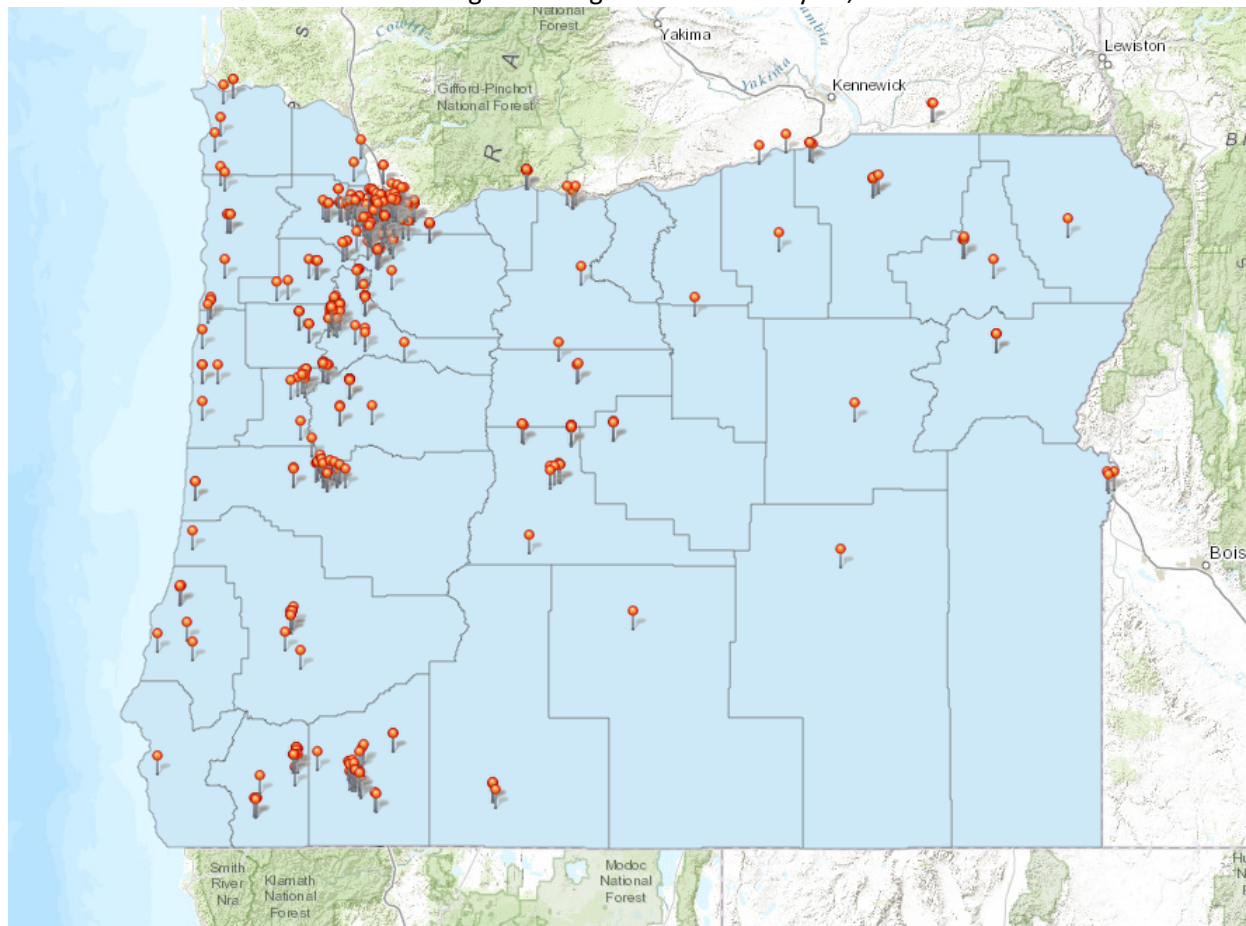 National
Forest
Yakima
Lewiston
Cowlitz
Gifford-Pinchot
National Forest
Yakima
Kennewick
A
R
Smith
River
Nra
Klamath
National
Forest
Modoc
National
Forest